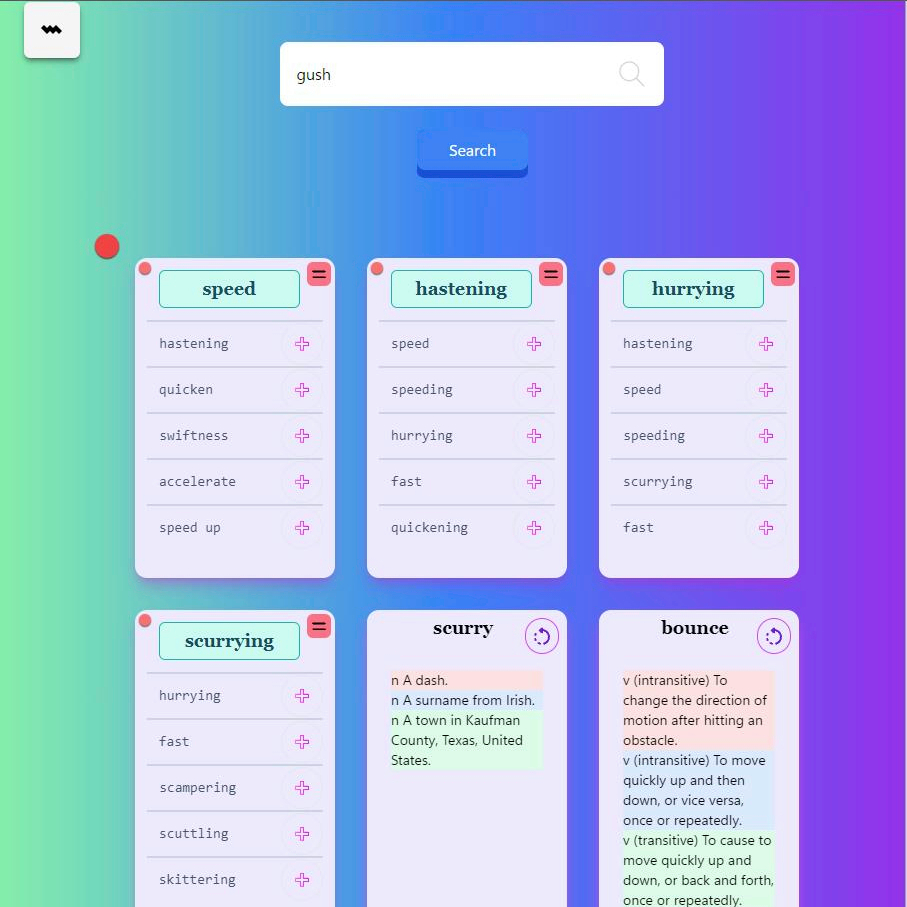 gush
Search
speed
hastening
quicken
swiftness
accelerate
speed up
hastening
speed
speeding
hurrying
fast
quickening
hurrying
hastening
speed
speeding
scurrying
fast
scurrying
hurrying
fast
scampering
scuttling
skittering
scurry
n A dash.
n A surname from Irish.
n A town in Kaufman
County, Texas, United
States.
bounce
v (intransitive) To
change the direction of
motion after hitting an
obstacle.
v (intransitive) To move
quickly up and then
down, or vice versa,
once or repeatedly.
v (transitive) To cause to
move quickly up and
down, or back and forth,
once or repeatedly.